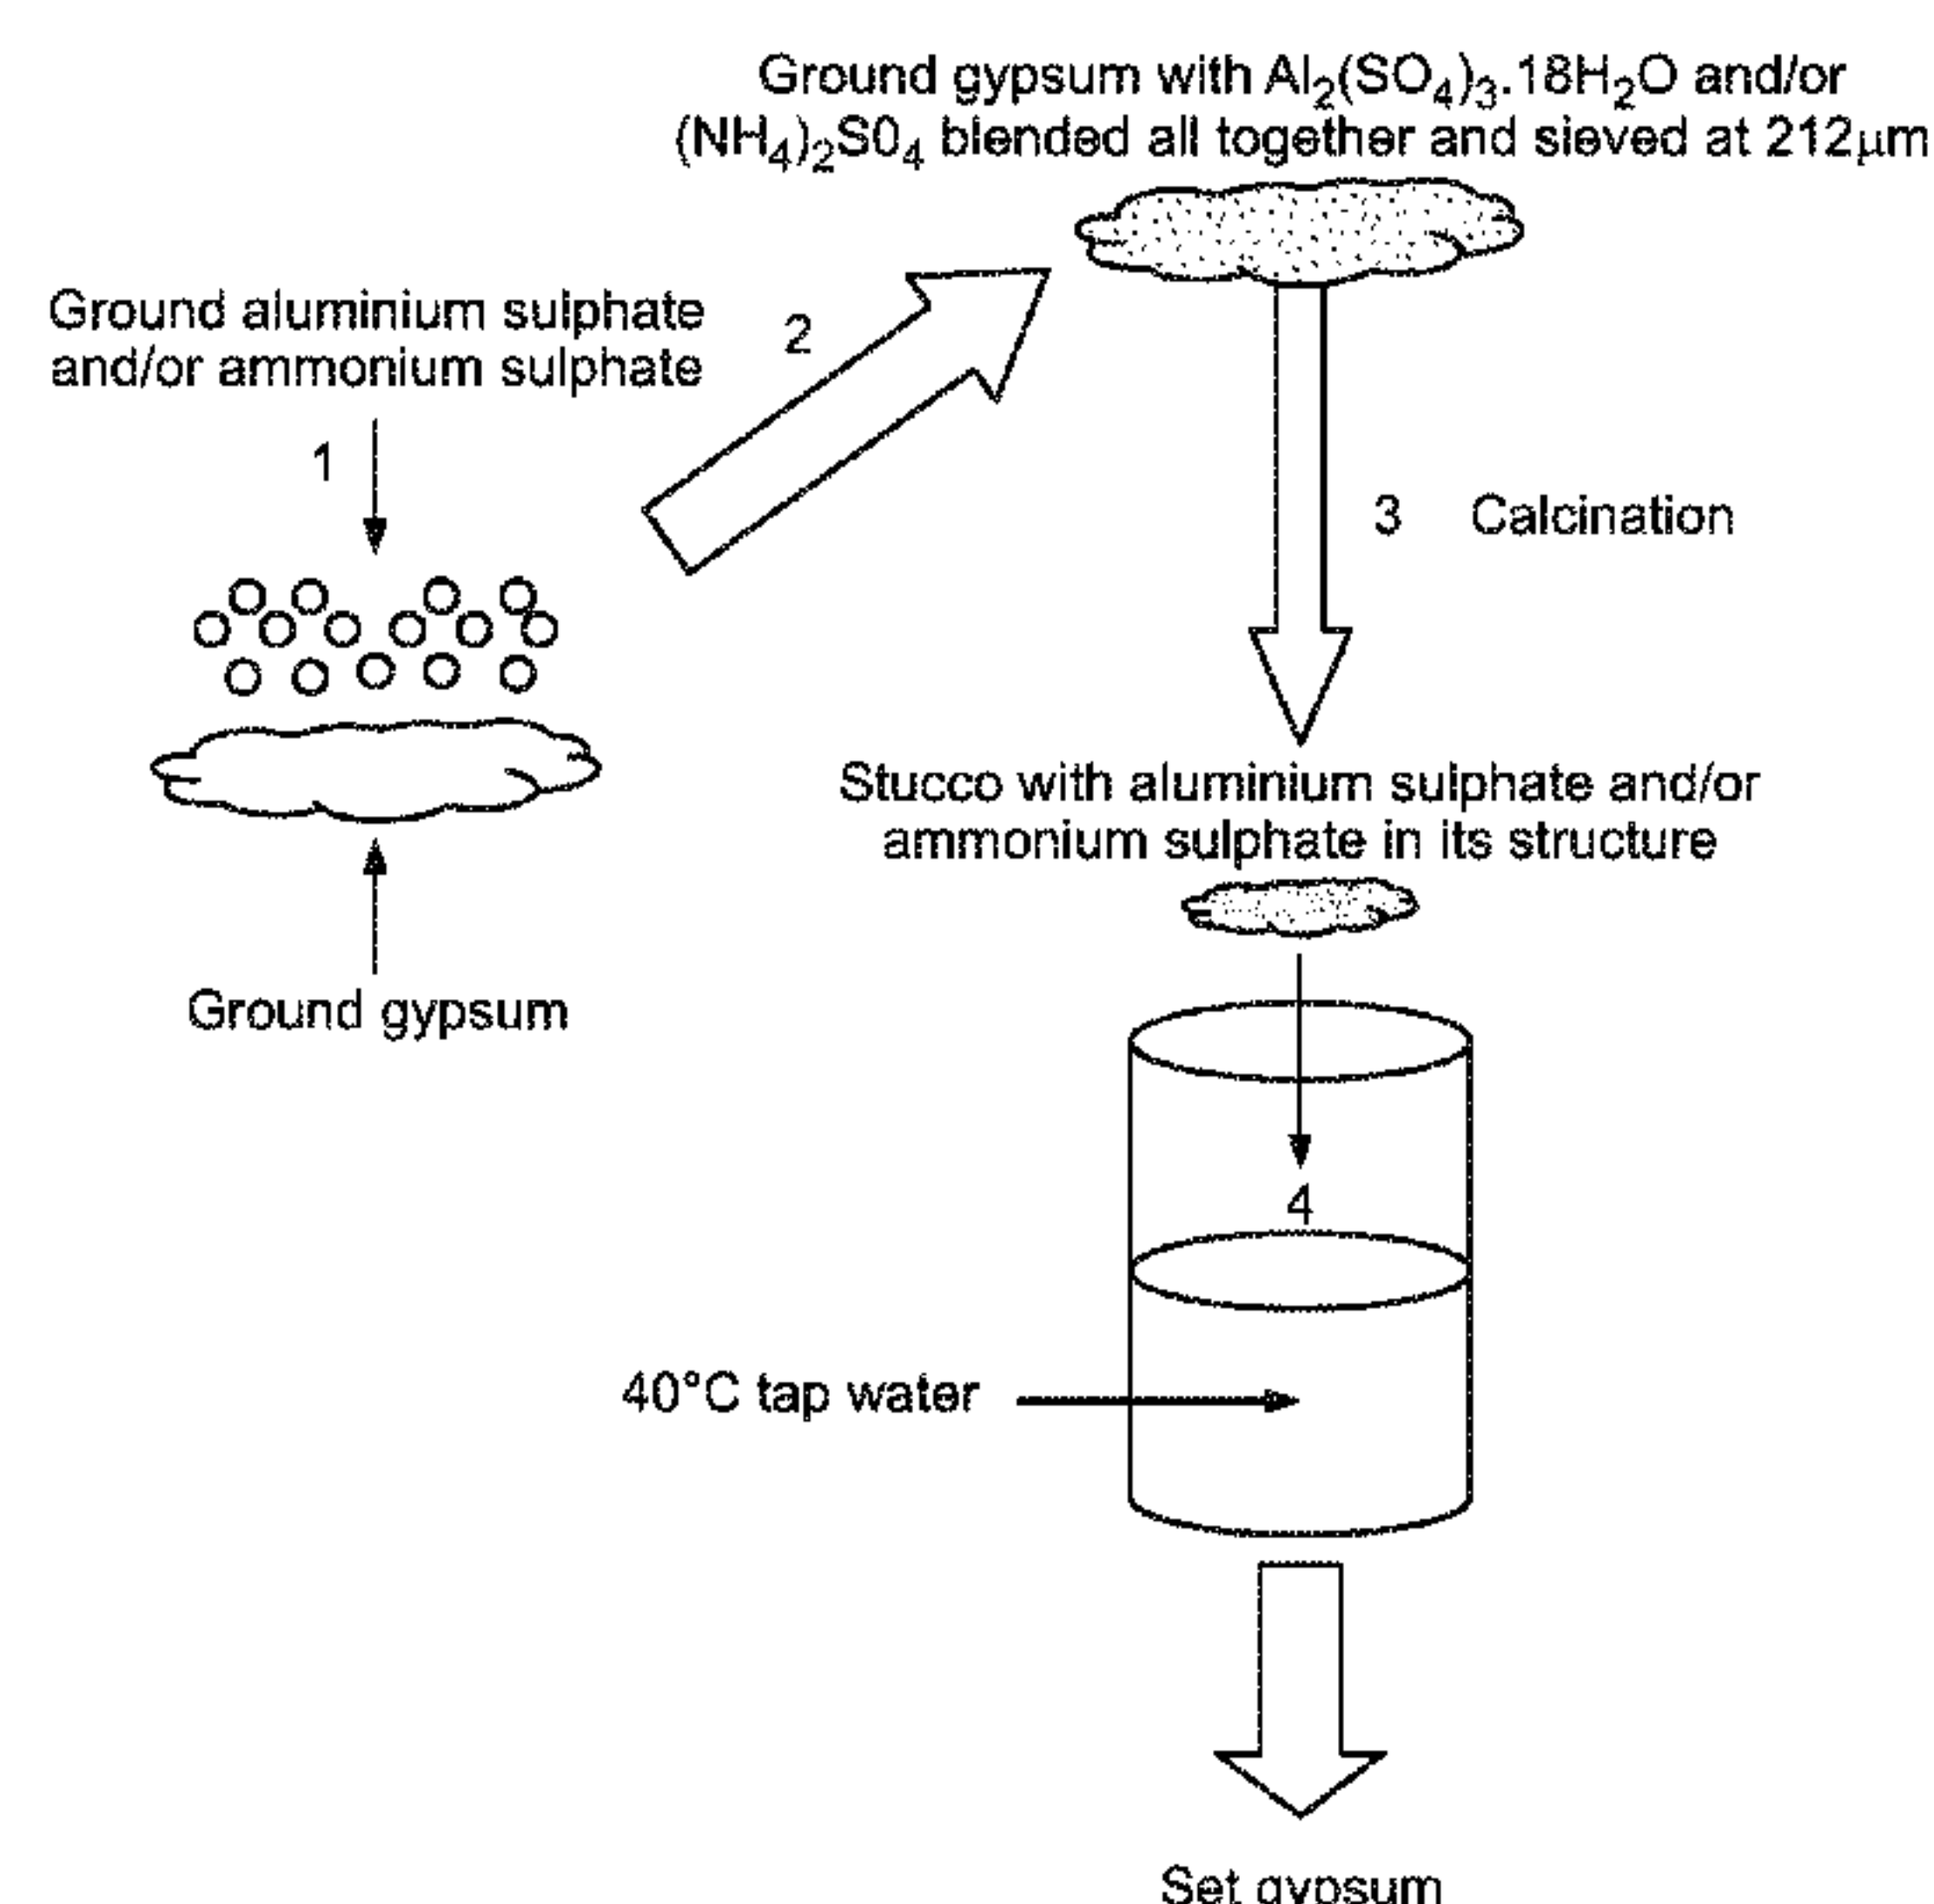 Ground gypsum with Al₂(SO₄)₃.18H₂O and/or
(NH₄)₂S0₄ blended all together and sieved at 212μm
Ground aluminium sulphate
and/or ammonium sulphate
1
2
3 Calcination
Ground gypsum
Stucco with aluminium sulphate and/or
ammonium sulphate in its structure
4
40°C tap water
Set gypsum